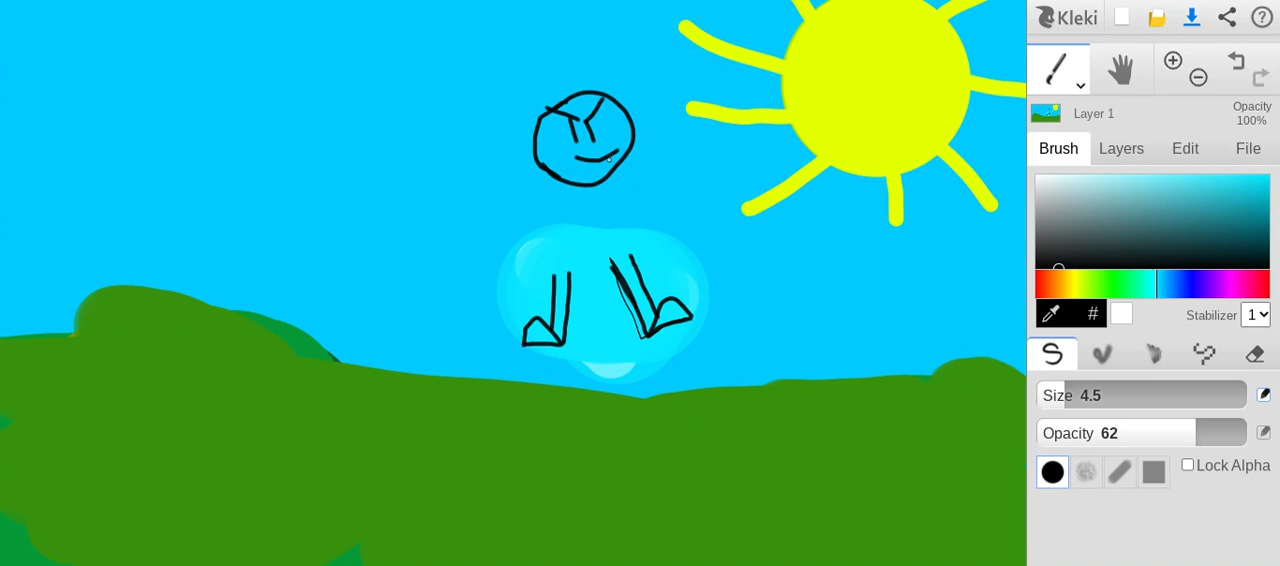 Kleki
Layer 1
Opacity
100%
Brush
Layers
Edit
File
#
Stabilizer
1
Size 4.5
Opacity 62
Lock Alpha